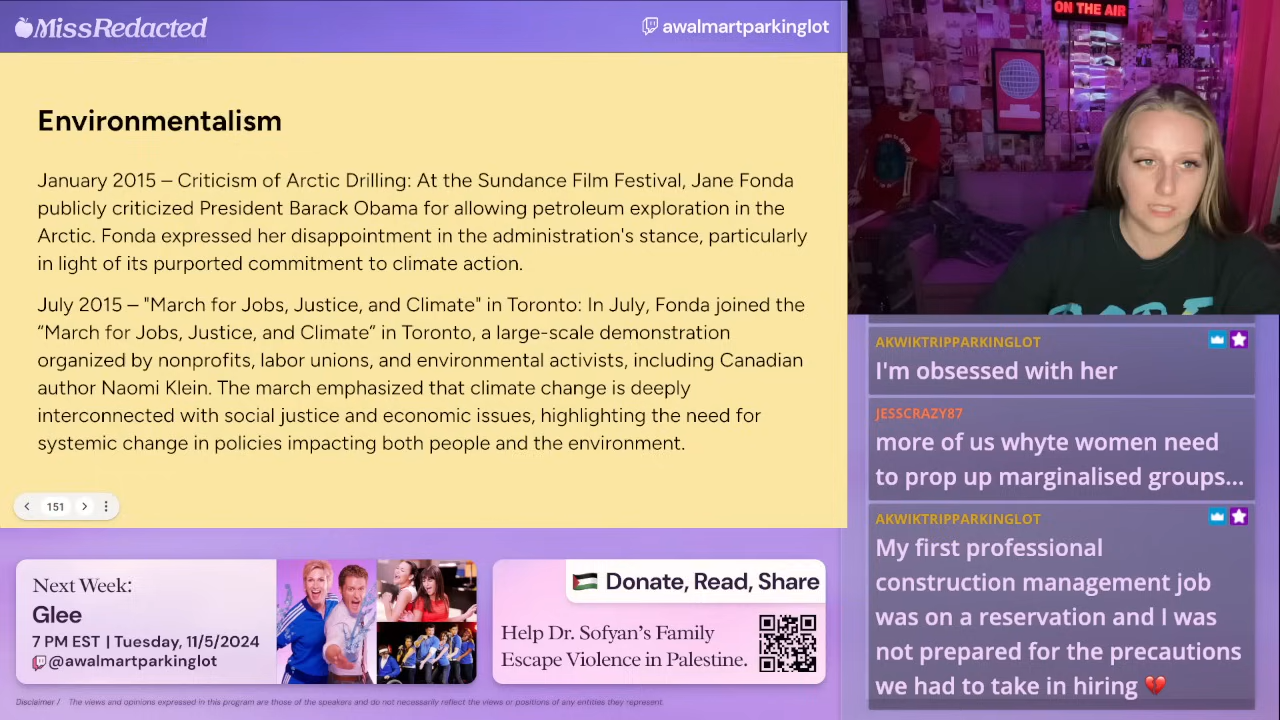 MissRedacted
awalmartparkinglot
ON THE AIR
Environmentalism
January 2015 – Criticism of Arctic Drilling: At the Sundance Film Festival, Jane Fonda
publicly criticized President Barack Obama for allowing petroleum exploration in the
Arctic. Fonda expressed her disappointment in the administration's stance, particularly
in light of its purported commitment to climate action.
July 2015 – "March for Jobs, Justice, and Climate" in Toronto: In July, Fonda joined the
“March for Jobs, Justice, and Climate” in Toronto, a large-scale demonstration
organized by nonprofits, labor unions, and environmental activists, including Canadian
author Naomi Klein. The march emphasized that climate change is deeply
interconnected with social justice and economic issues, highlighting the need for
systemic change in policies impacting both people and the environment.
151
AKWIKTRIPPARKINGLOT
I'm obsessed with her
JESSCRAZY87
more of us whyte women need
to prop up marginalised groups...
AKWIKTRIPPARKINGLOT
My first professional
construction management job
was on a reservation and I was
not prepared for the precautions
we had to take in hiring 💔
Next Week:
Glee
7 PM EST | Tuesday, 11/5/2024
@awalmartparkinglot
🇵🇸 Donate, Read, Share
Help Dr. Sofyan’s Family
Escape Violence in Palestine.
Disclaimer / The views and opinions expressed in this program are those of the speakers and do not necessarily reflect the views or positions of any entities they represent.